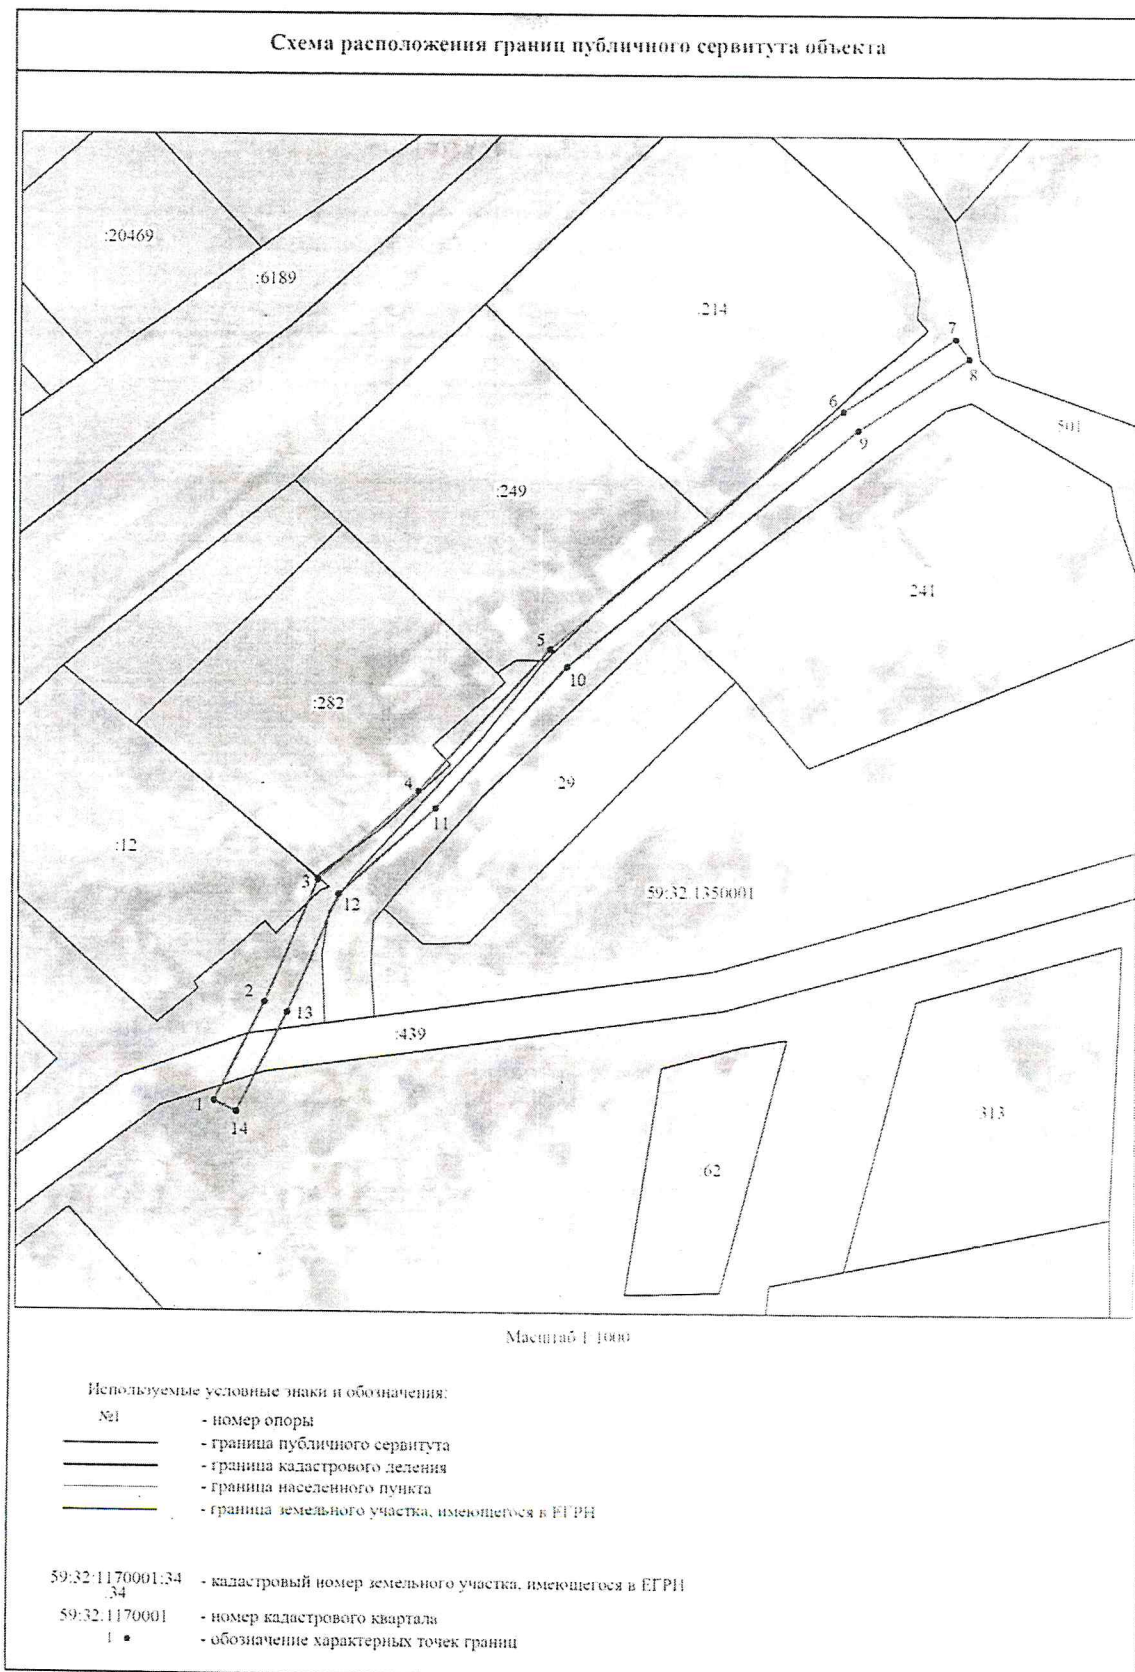 Схема расположения границ публичного сервитута объекта
:20469
:6189
:214
7
8
6
9
501
:249
241
5
10
:282
4
11
29
:12
3
12
59:32:1350001
2
13
:439
1
14
313
62
Масштаб 1:1000
Используемые условные знаки и обозначения:
№1 - номер опоры
- граница публичного сервитута
- граница кадастрового деления
- граница населенного пункта
- граница земельного участка, имеющегося в ЕГРН
59:32:1170001:34 - кадастровый номер земельного участка, имеющегося в ЕГРН
:34
59:32:1170001 - номер кадастрового квартала
1 ● - обозначение характерных точек границ